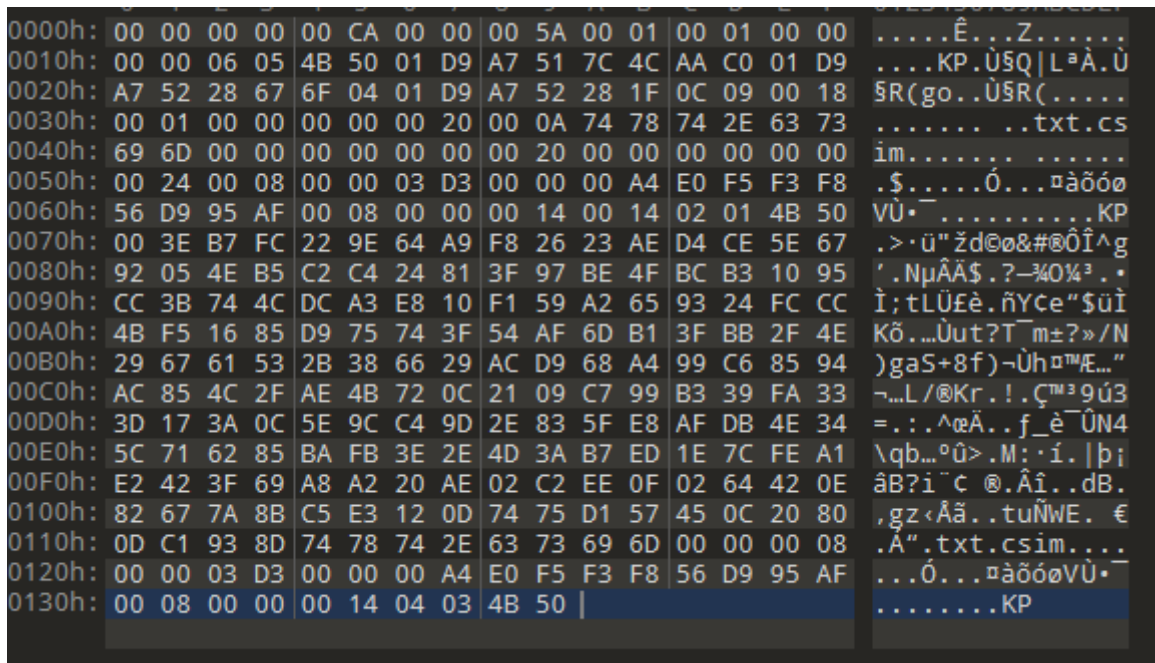 0000h: 00 00 00 00 00 CA 00 00 00 5A 00 01 00 01 00 00 .....Ê...Z......
0010h: 00 00 06 05 4B 50 01 D9 A7 51 7C 4C AA C0 01 D9 ....KP.Ù§Q|LªÀ.Ù
0020h: A7 52 28 67 6F 04 01 D9 A7 52 28 1F 0C 09 00 18 §R(go..Ù§R(.....
0030h: 00 01 00 00 00 00 00 20 00 0A 74 78 74 2E 63 73 ....... ..txt.cs
0040h: 69 6D 00 00 00 00 00 00 00 20 00 00 00 00 00 00 im....... ......
0050h: 00 24 00 08 00 00 03 D3 00 00 00 A4 E0 F5 F3 F8 .$.....Ó...¤àõóø
0060h: 56 D9 95 AF 00 08 00 00 00 14 00 14 02 01 4B 50 VÙ•¯..........KP
0070h: 00 3E B7 FC 22 9E 64 A9 F8 26 23 AE D4 CE 5E 67 .>·ü"žd©ø&#®ÔÎ^g
0080h: 92 05 4E B5 C2 C4 24 81 3F 97 BE 4F BC B3 10 95 ’.NµÂÄ$.?—¾O¼³.•
0090h: CC 3B 74 4C DC A3 E8 10 F1 59 A2 65 93 24 FC CC Ì;tLÜ£è.ñY¢e“$üÌ
00A0h: 4B F5 16 85 D9 75 74 3F 54 AF 6D B1 3F BB 2F 4E Kõ.…Ùut?T¯m±?»/N
00B0h: 29 67 61 53 2B 38 66 29 AC D9 68 A4 99 C6 85 94 )gaS+8f)¬Ùh¤™Æ…”
00C0h: AC 85 4C 2F AE 4B 72 0C 21 09 C7 99 B3 39 FA 33 ¬…L/®Kr.!.Ç™³9ú3
00D0h: 3D 17 3A 0C 5E 9C C4 9D 2E 83 5F E8 AF DB 4E 34 =.:.^œÄ..ƒ_è¯ÛN4
00E0h: 5C 71 62 85 BA FB 3E 2E 4D 3A B7 ED 1E 7C FE A1 \qb…ºû>.M:·í.|þ¡
00F0h: E2 42 3F 69 A8 A2 20 AE 02 C2 EE 0F 02 64 42 0E âB?i¨¢ ®.Âî..dB.
0100h: 82 67 7A 8B C5 E3 12 0D 74 75 D1 57 45 0C 20 80 ‚gz‹Åã..tuÑWE. €
0110h: 0D C1 93 8D 74 78 74 2E 63 73 69 6D 00 00 00 08 .Á“.txt.csim....
0120h: 00 00 03 D3 00 00 00 A4 E0 F5 F3 F8 56 D9 95 AF ...Ó...¤àõóøVÙ•¯
0130h: 00 08 00 00 00 14 04 03 4B 50 ........KP